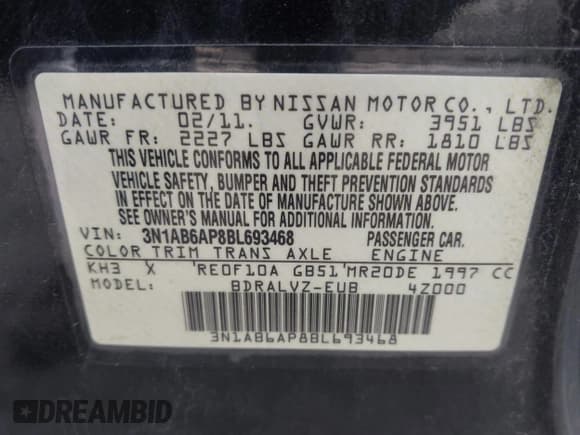 MANUFACTURED BY NISSAN MOTOR CO., LTD.
DATE: 02/11. GVWR: 3951 LBS
GAWR FR: 2227 LBS GAWR RR: 1810 LBS
THIS VEHICLE CONFORMS TO ALL APPLICABLE FEDERAL MOTOR
VEHICLE SAFETY, BUMPER AND THEFT PREVENTION STANDARDS
IN EFFECT ON THE DATE OF MANUFACTURE SHOWN ABOVE.
SEE OWNER'S MANUAL FOR ADDITIONAL INFORMATION.
VIN: 3N1AB6AP8BL693468 PASSENGER CAR.
COLOR TRIM TRANS AXLE ENGINE
KH3 X 'RE0F10A GB51'MR20DE 1997 CC
MODEL: BDRALVZ-EUB 4Z000
3N1AB6AP8BL693468
DREAMBID